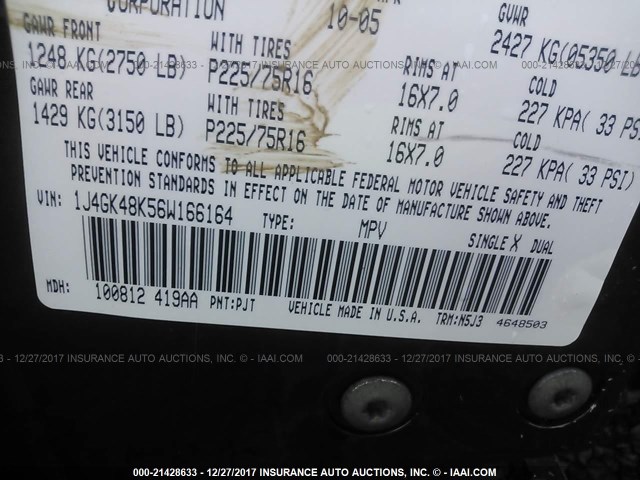 CORPORATION 10-05 GVWR
GAWR FRONT WITH TIRES RIMS AT COLD 2427 KG(05350 LB
1248 KG(2750 LB) P225/75R16 16X7.0 227 KPA( 33 PSI)
GAWR REAR WITH TIRES RIMS AT COLD
1429 KG(3150 LB) P225/75R16 16X7.0 227 KPA( 33 PSI)
THIS VEHICLE CONFORMS TO ALL APPLICABLE FEDERAL MOTOR VEHICLE SAFETY AND THEFT
PREVENTION STANDARDS IN EFFECT ON THE DATE OF MANUFACTURE SHOWN ABOVE.
VIN: 1J4GK48K56W166164 TYPE: MPV SINGLE X DUAL
MDH: 100812 419AA PNT:PJT VEHICLE MADE IN U.S.A. TRM:N5J3 4648503
000-21428633 - 12/27/2017 INSURANCE AUTO AUCTIONS, INC. - © IAAI.COM